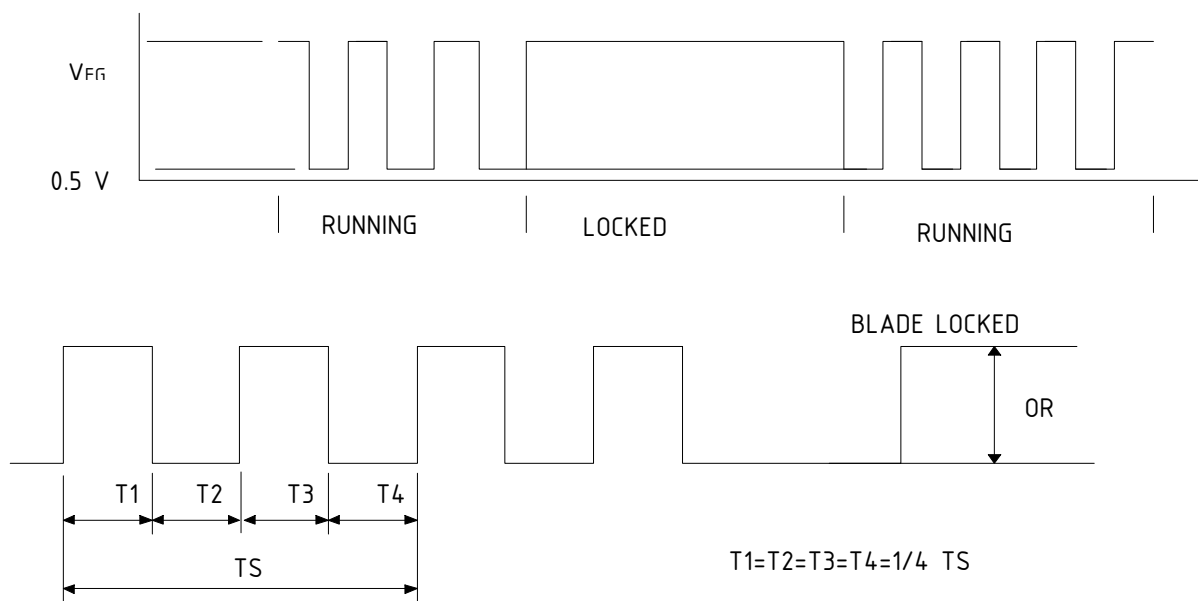 VFG
0.5 V
RUNNING
LOCKED
RUNNING
BLADE LOCKED
OR
T1
T2
T3
T4
TS
T1=T2=T3=T4=1/4 TS